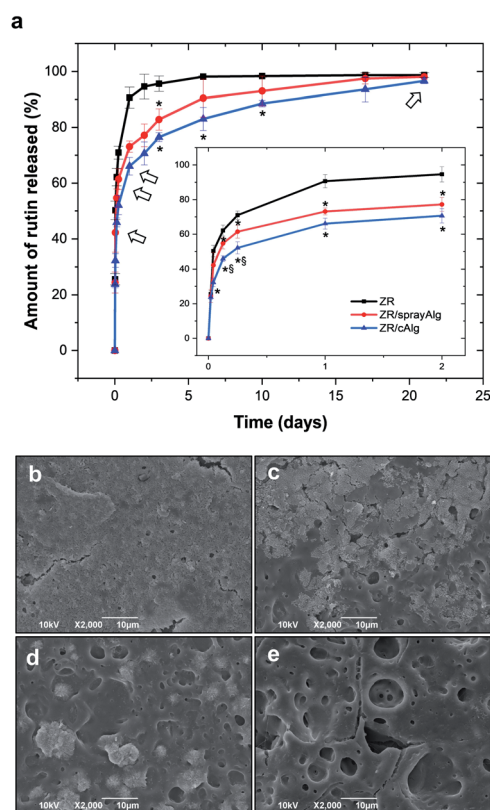 a
Amount of rutin released (%)
100
80
60
40
20
0
* * * *
80
60
40
20
0
* * * * * * *§ *§ * *
ZR
ZR/sprayAlg
ZR/cAlg
0 1 2
0 5 10 15 20 25
Time (days)
b c
10kV X2,000 10µm 10kV X2,000 10µm
d e
10kV X2,000 10µm 10kV X2,000 10µm